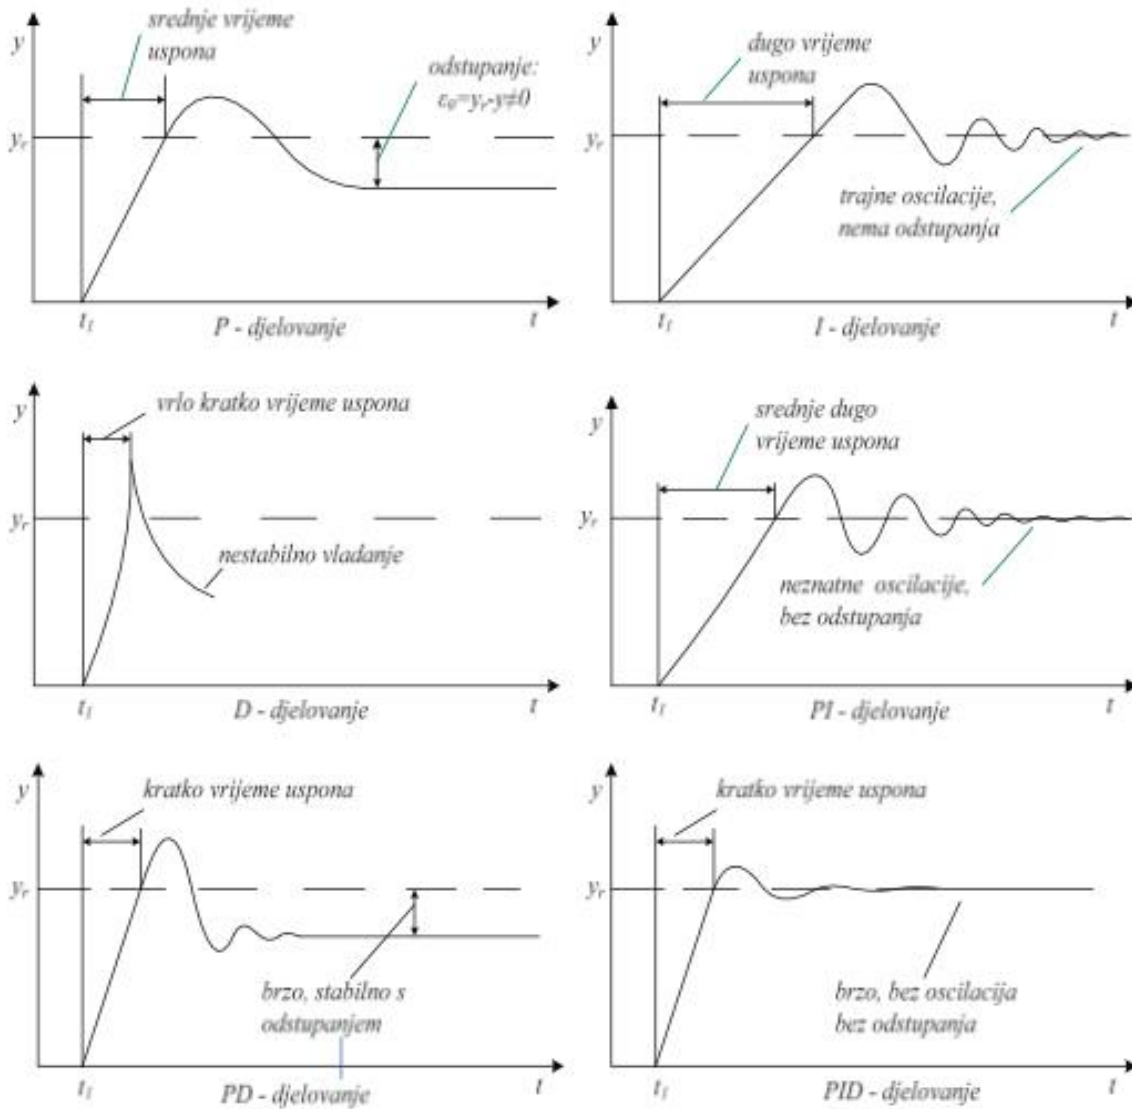 y
srednje vrijeme
uspona
odstupanje:
ε₀=yᵣ-y≠0
yᵣ
t₁
P - djelovanje
t
y
dugo vrijeme
uspona
yᵣ
trajne oscilacije,
nema odstupanja
t₁
I - djelovanje
t
y
vrlo kratko vrijeme uspona
yᵣ
nestabilno vladanje
t₁
D - djelovanje
t
y
srednje dugo
vrijeme uspona
yᵣ
neznatne oscilacije,
bez odstupanja
t₁
PI - djelovanje
t
y
kratko vrijeme uspona
yᵣ
brzo, stabilno s
odstupanjem
t₁
PD - djelovanje
t
y
kratko vrijeme uspona
yᵣ
brzo, bez oscilacija
bez odstupanja
t₁
PID - djelovanje
t